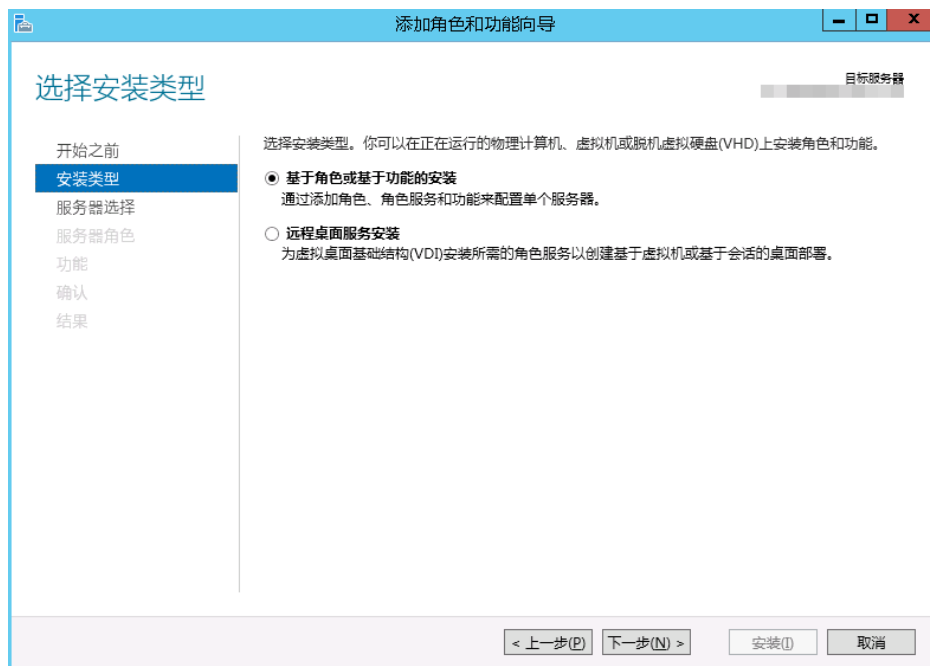 添加角色和功能向导
选择安装类型
目标服务器
开始之前
安装类型
服务器选择
服务器角色
功能
确认
结果
选择安装类型。你可以在正在运行的物理计算机、虚拟机或脱机虚拟硬盘(VHD)上安装角色和功能。
基于角色或基于功能的安装
通过添加角色、角色服务和功能来配置单个服务器。
远程桌面服务安装
为虚拟桌面基础结构(VDI)安装所需的角色服务以创建基于虚拟机或基于会话的桌面部署。
< 上一步(P) 下一步(N) > 安装(I) 取消